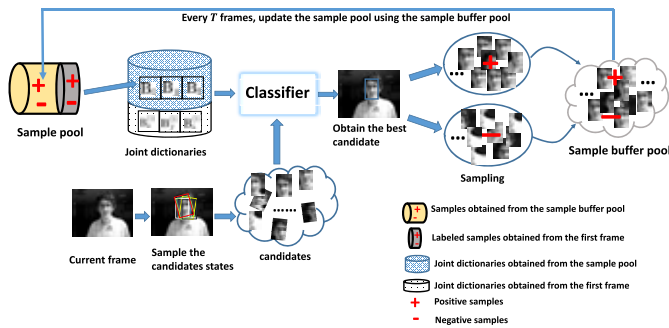 Every T frames, update the sample pool using the sample buffer pool
Sample pool
Joint dictionaries
Classifier
Obtain the best
candidate
Sampling
Sample buffer pool
Current frame
Sample the
candidates states
candidates
Samples obtained from the sample buffer pool
Labeled samples obtained from the first frame
Joint dictionaries obtained from the sample pool
Joint dictionaries obtained from the first frame
Positive samples
Negative samples